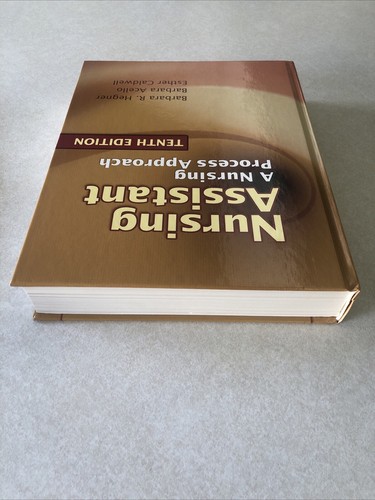 Nursing
Assistant
A Nursing
Process Approach
TENTH EDITION
Barbara R. Hegner
Barbara Acello
Esther Caldwell